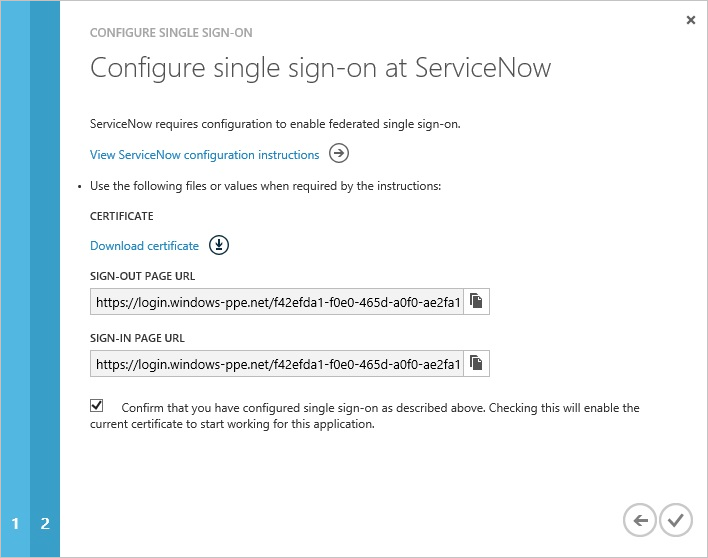 CONFIGURE SINGLE SIGN-ON
Configure single sign-on at ServiceNow
ServiceNow requires configuration to enable federated single sign-on.
View ServiceNow configuration instructions
• Use the following files or values when required by the instructions:
CERTIFICATE
Download certificate
SIGN-OUT PAGE URL
https://login.windows-ppe.net/f42efda1-f0e0-465d-a0f0-ae2fa1
SIGN-IN PAGE URL
https://login.windows-ppe.net/f42efda1-f0e0-465d-a0f0-ae2fa1
Confirm that you have configured single sign-on as described above. Checking this will enable the
current certificate to start working for this application.
1 2